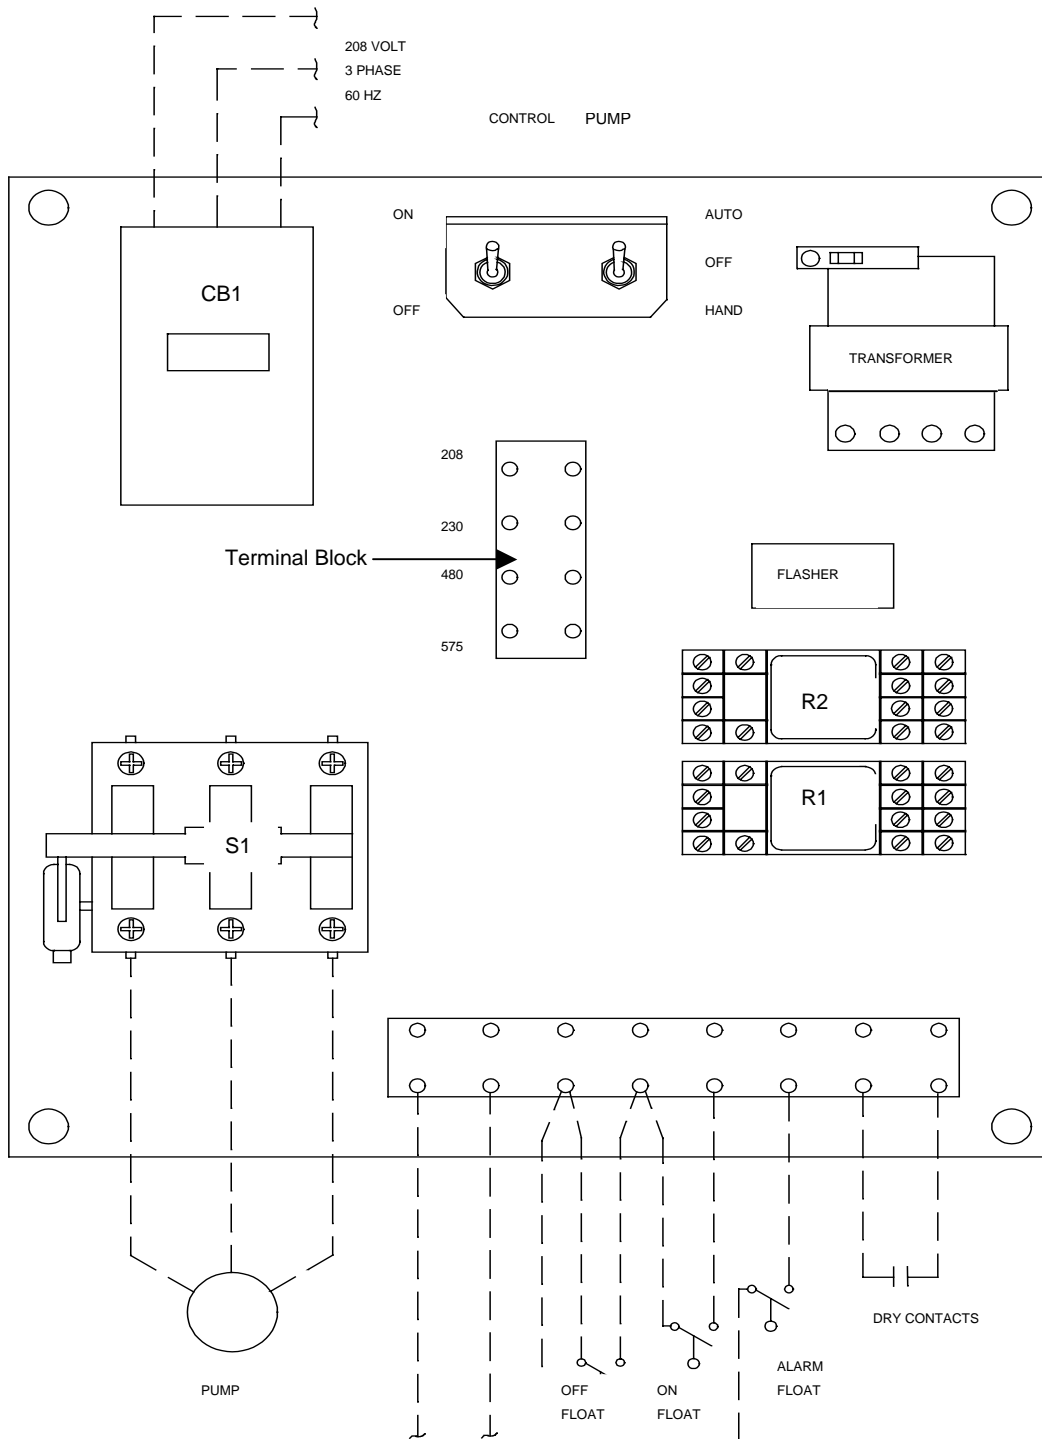 208 VOLT
3 PHASE
60 HZ
CONTROL PUMP
ON
AUTO
OFF
OFF
HAND
CB1
TRANSFORMER
208
230
Terminal Block
480
575
FLASHER
R2
R1
S1
DRY CONTACTS
PUMP
OFF
FLOAT
ON
FLOAT
ALARM
FLOAT